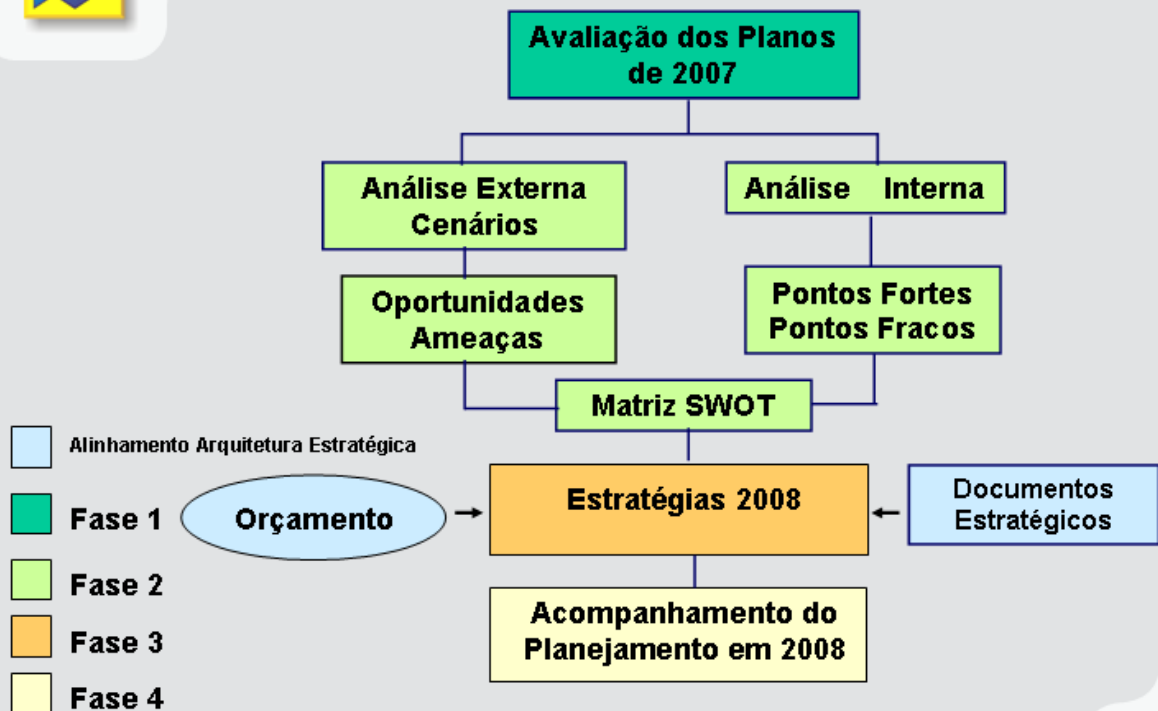 Avaliação dos Planos
de 2007
Análise Externa
Cenários
Análise Interna
Oportunidades
Ameaças
Pontos Fortes
Pontos Fracos
Matriz SWOT
Alinhamento Arquitetura Estratégica
Fase 1
Orçamento
Estratégias 2008
Documentos
Estratégicos
Fase 2
Fase 3
Acompanhamento do
Planejamento em 2008
Fase 4